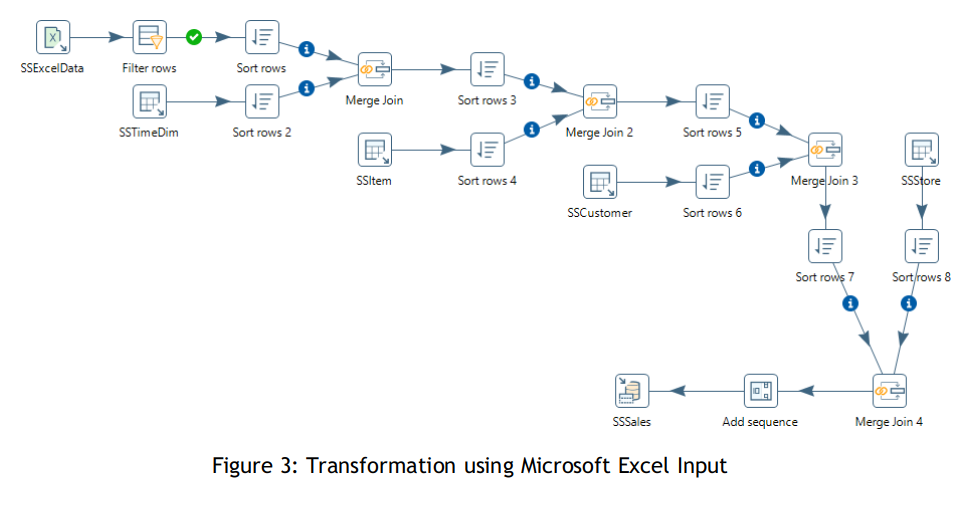 SSExcelData
Filter rows
Sort rows
SSTimeDim
Sort rows 2
Merge Join
Sort rows 3
SSItem
Sort rows 4
Merge Join 2
Sort rows 5
SSCustomer
Sort rows 6
Merge Join 3
SSStore
Sort rows 7
Sort rows 8
Merge Join 4
Add sequence
SSSales
Figure 3: Transformation using Microsoft Excel Input